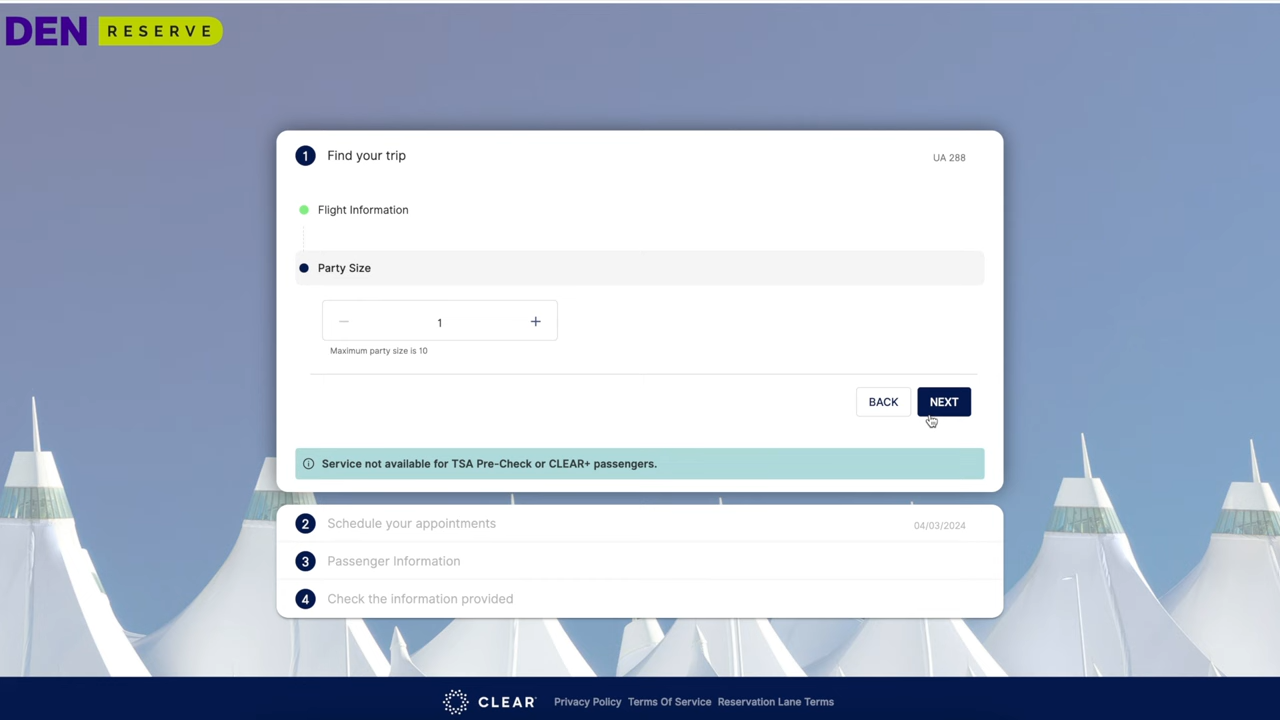 DEN RESERVE
1 Find your trip UA 288
Flight Information
Party Size
1
Maximum party size is 10
BACK NEXT
Service not available for TSA Pre-Check or CLEAR+ passengers.
2 Schedule your appointments 04/03/2024
3 Passenger Information
4 Check the information provided
CLEAR Privacy Policy Terms Of Service Reservation Lane Terms